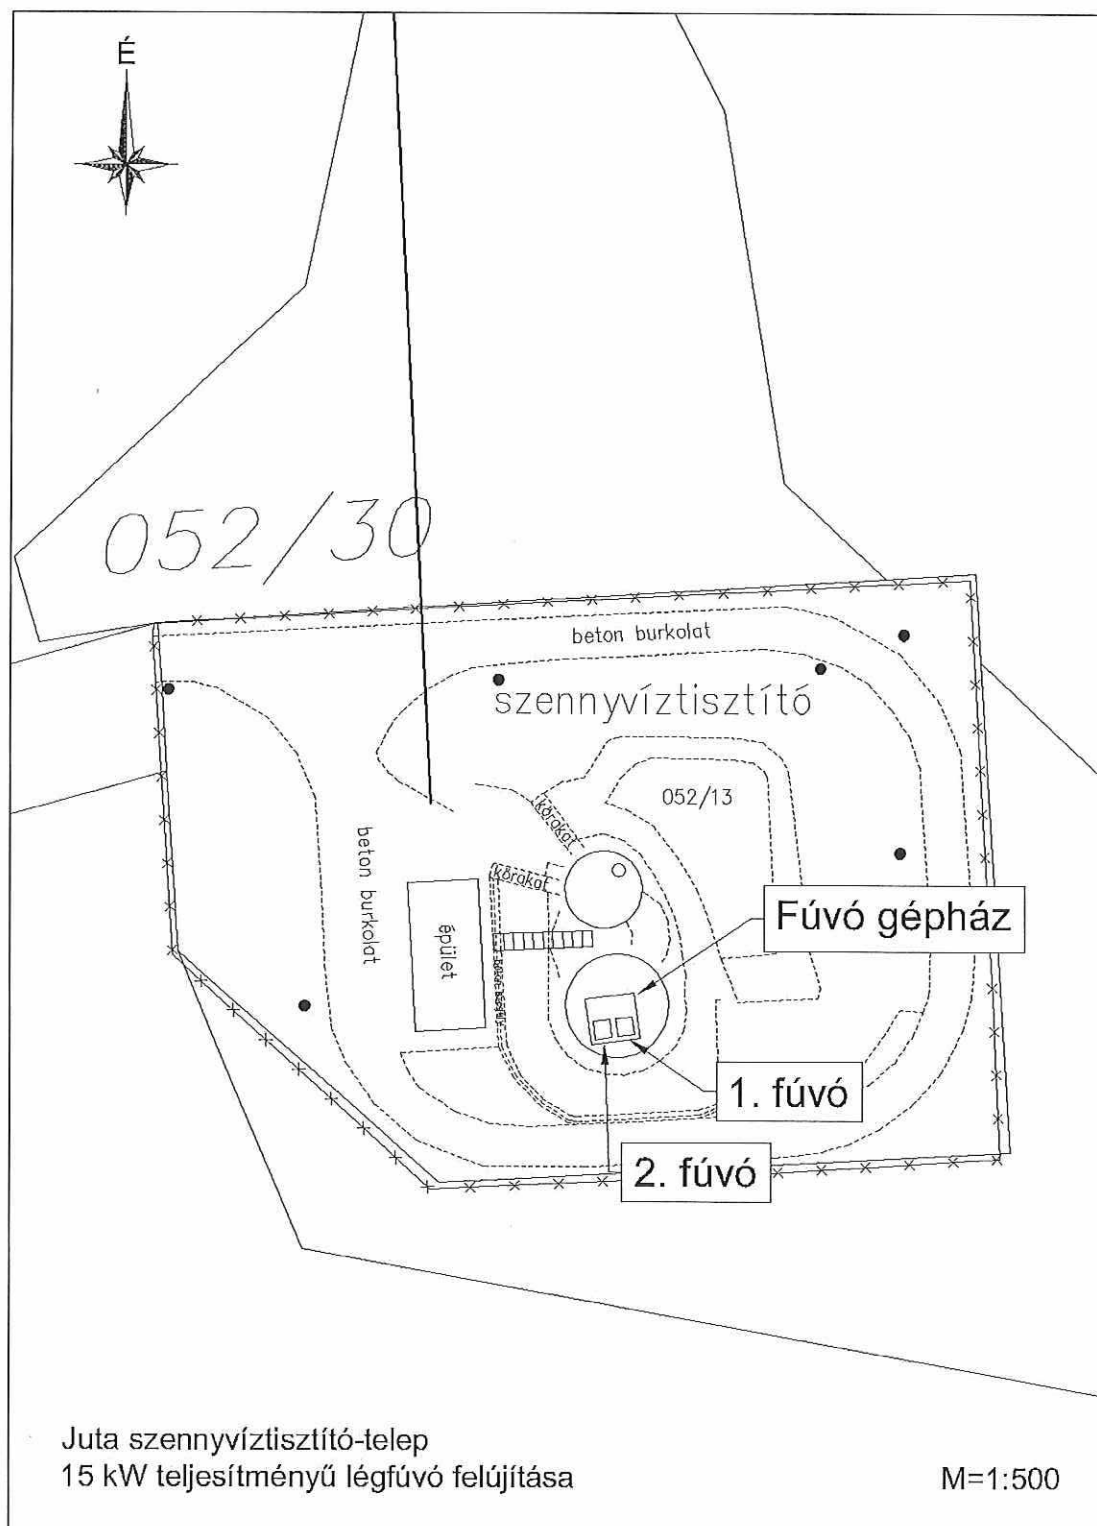 É
052/30
beton burkolat
szennyvíztisztító
052/13
kőrakat
kőrakat
beton burkolat
épület
Fúvó gépház
1. fúvó
2. fúvó
Juta szennyvíztisztító-telep
15 kW teljesítményű légfúvó felújítása
M=1:500